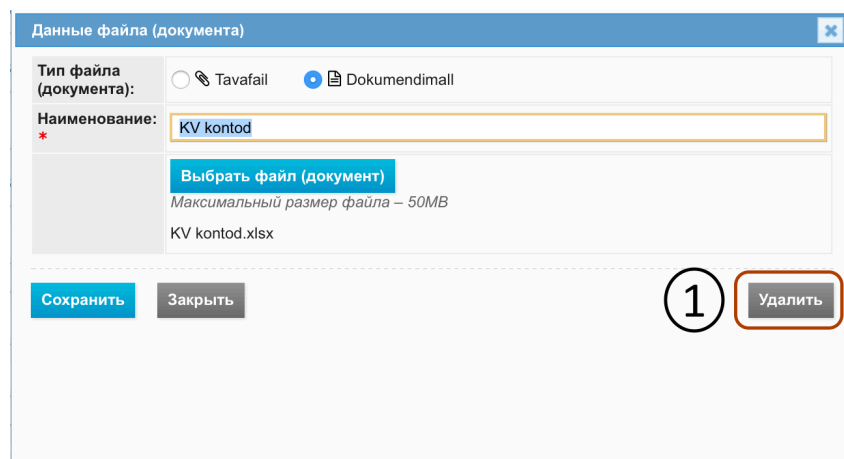 Данные файла (документа)
Тип файла
(документа):
Tavafail Dokumendimall
Наименование:
*
KV kontod
Выбрать файл (документ)
Максимальный размер файла – 50MB
KV kontod.xlsx
Сохранить Закрыть 1 Удалить